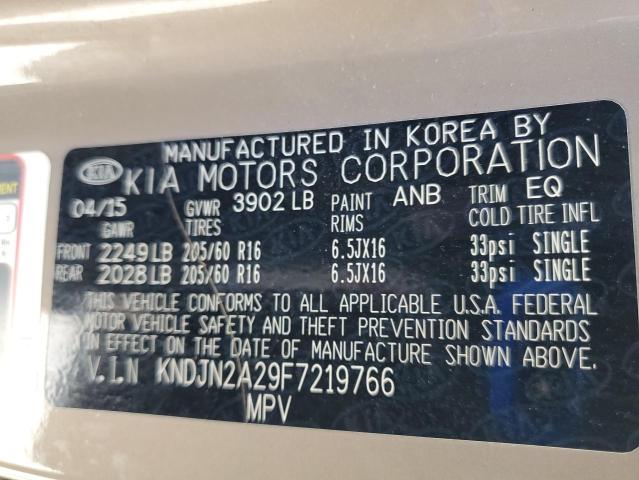 MANUFACTURED IN KOREA BY
KIA KIA MOTORS CORPORATION
04/15 GVWR 3902 LB PAINT ANB TRIM EQ
GAWR TIRES RIMS COLD TIRE INFL
FRONT 2249 LB 205/60 R16 6.5JX16 33psi SINGLE
REAR 2028 LB 205/60 R16 6.5JX16 33psi SINGLE
THIS VEHICLE CONFORMS TO ALL APPLICABLE U.S.A. FEDERAL
MOTOR VEHICLE SAFETY AND THEFT PREVENTION STANDARDS
IN EFFECT ON THE DATE OF MANUFACTURE SHOWN ABOVE.
V.I.N KNDJN2A29F7219766
MPV